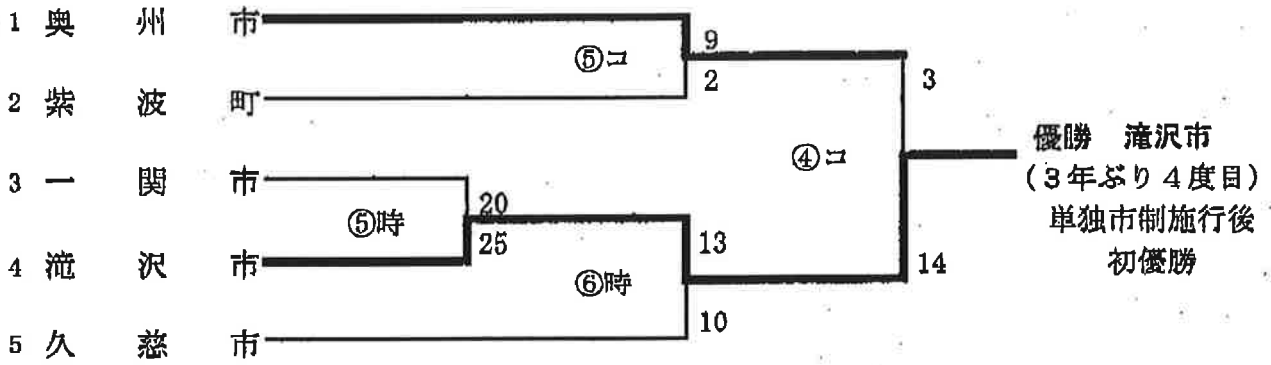 1 奥州市
9
⑤コ
2
3
2 紫波町
優勝 滝沢市
④コ
(3年ぶり4度目)
3 一関市
20
単独市制施行後
⑤時
25
13
初優勝
4 滝沢市
14
⑥時
10
5 久慈市